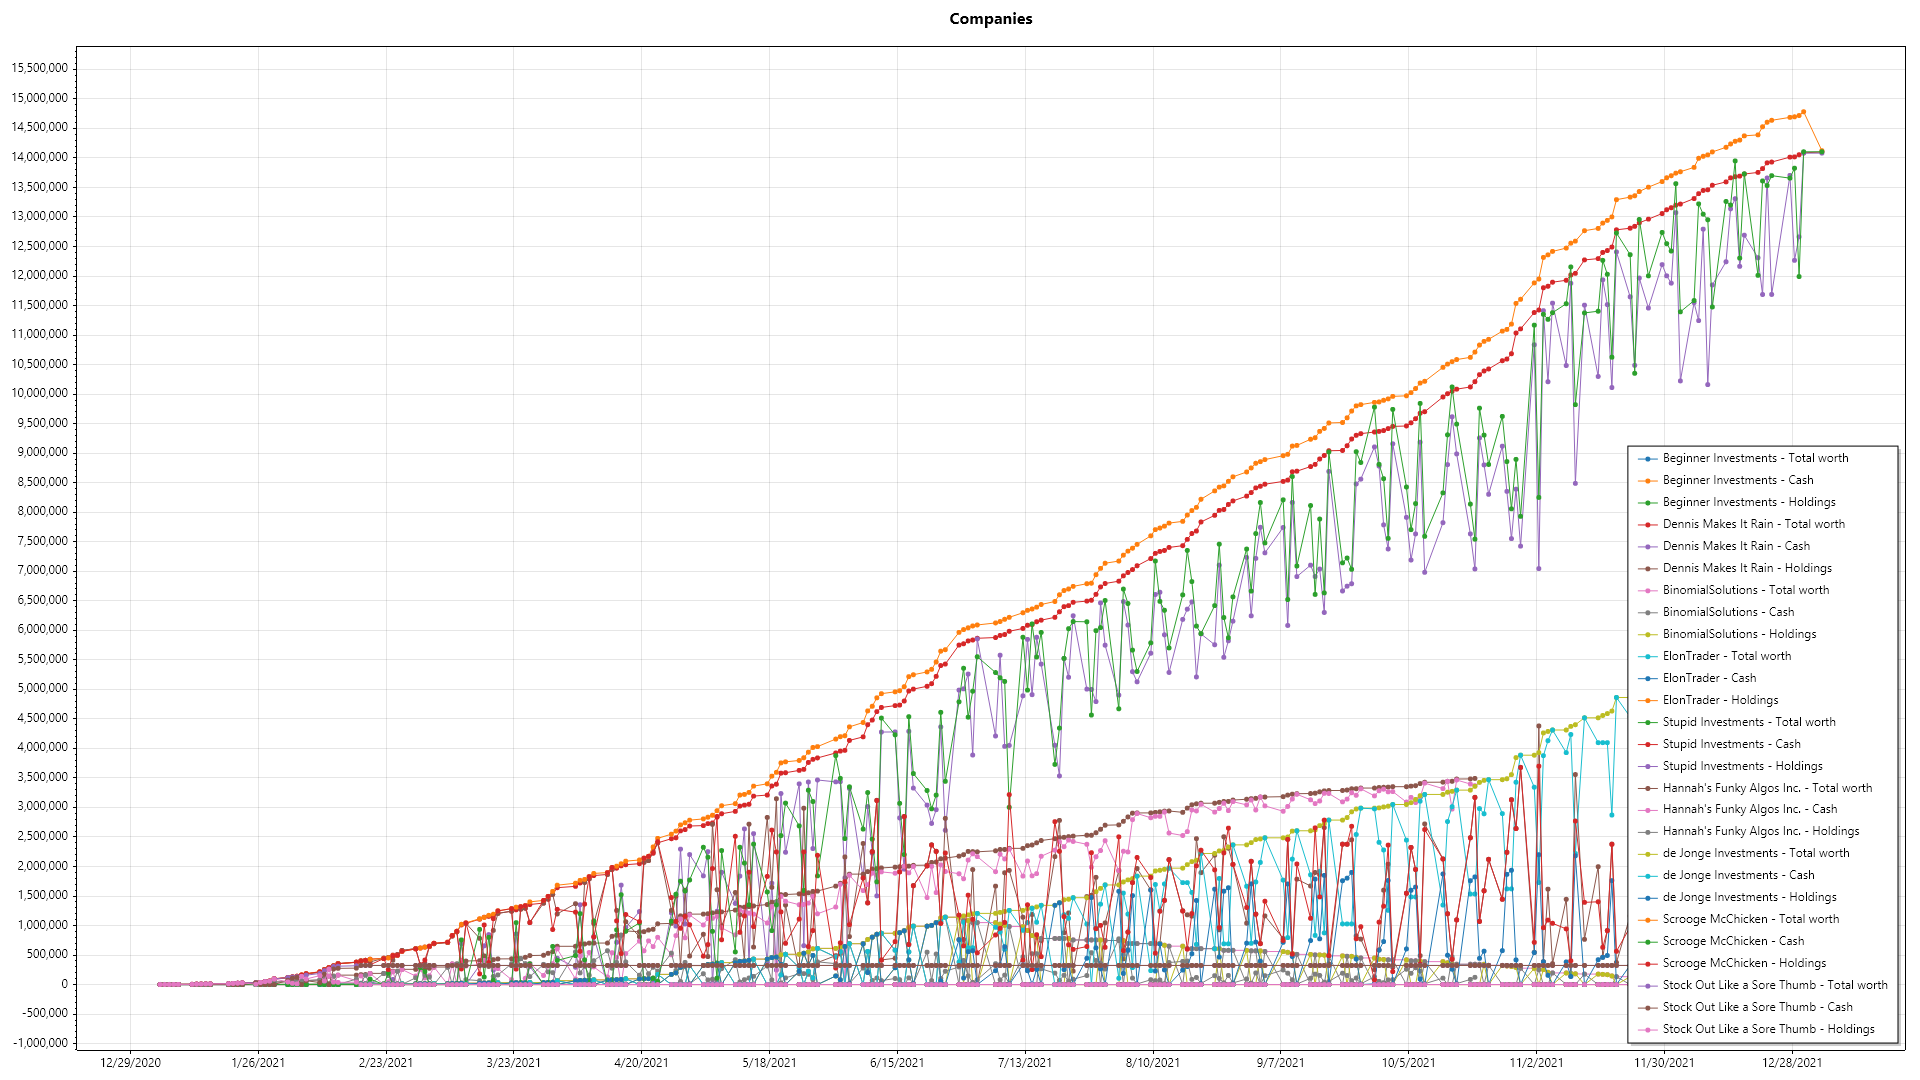 Companies
15,500,000
15,000,000
14,500,000
14,000,000
13,500,000
13,000,000
12,500,000
12,000,000
11,500,000
11,000,000
10,500,000
10,000,000
9,500,000
9,000,000
8,500,000
8,000,000
7,500,000
7,000,000
6,500,000
6,000,000
5,500,000
5,000,000
4,500,000
4,000,000
3,500,000
3,000,000
2,500,000
2,000,000
1,500,000
1,000,000
500,000
0
-500,000
-1,000,000
12/29/2020 1/26/2021 2/23/2021 3/23/2021 4/20/2021 5/18/2021 6/15/2021 7/13/2021 8/10/2021 9/7/2021 10/5/2021 11/2/2021 11/30/2021 12/28/2021
Beginner Investments - Total worth
Beginner Investments - Cash
Beginner Investments - Holdings
Dennis Makes It Rain - Total worth
Dennis Makes It Rain - Cash
Dennis Makes It Rain - Holdings
BinomialSolutions - Total worth
BinomialSolutions - Cash
BinomialSolutions - Holdings
ElonTrader - Total worth
ElonTrader - Cash
ElonTrader - Holdings
Stupid Investments - Total worth
Stupid Investments - Cash
Stupid Investments - Holdings
Hannah's Funky Algos Inc. - Total worth
Hannah's Funky Algos Inc. - Cash
Hannah's Funky Algos Inc. - Holdings
de Jonge Investments - Total worth
de Jonge Investments - Cash
de Jonge Investments - Holdings
Scrooge McChicken - Total worth
Scrooge McChicken - Cash
Scrooge McChicken - Holdings
Stock Out Like a Sore Thumb - Total worth
Stock Out Like a Sore Thumb - Cash
Stock Out Like a Sore Thumb - Holdings